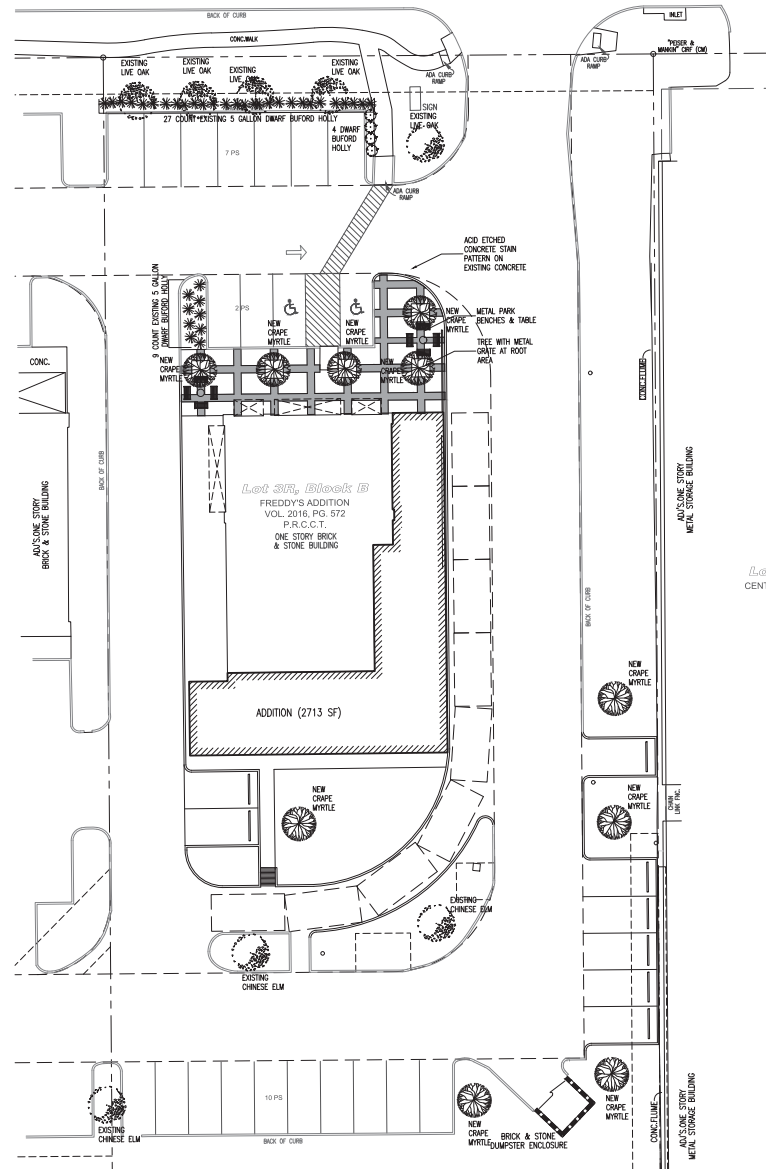 BACK OF CURB
INLET
CONC.WALK
"PEISER &
MANKIN" CIRF (CM)
EXISTING
LIVE OAK
EXISTING
LIVE OAK
EXISTING
LIVE OAK
EXISTING
LIVE OAK
ADA CURB
RAMP
ADA CURB
RAMP
SIGN
EXISTING
LIVE OAK
27 COUNT EXISTING 5 GALLON DWARF BUFORD HOLLY
4 DWARF
BUFORD
HOLLY
7 PS
ADA CURB
RAMP
ACID ETCHED
CONCRETE STAIN
PATTERN ON
EXISTING CONCRETE
9 COUNT EXISTING 5 GALLON
DWARF BUFORD HOLLY
2 PS
NEW
CRAPE
MYRTLE
NEW
CRAPE
MYRTLE
NEW
CRAPE
MYRTLE
METAL PARK
BENCHES & TABLE
TREE WITH METAL
GRATE AT ROOT
AREA
CONC.
NEW
CRAPE
MYRTLE
NEW
CRAPE
MYRTLE
CONC.FLUME
BACK OF CURB
ADJ'S.ONE STORY
BRICK & STONE BUILDING
Lot 3R, Block B
FREDDY'S ADDITION
VOL. 2016, PG. 572
P.R.C.C.T.
ONE STORY BRICK
& STONE BUILDING
ADJ'S.ONE STORY
METAL STORAGE BUILDING
Lo
CENT
BACK OF CURB
NEW
CRAPE
MYRTLE
ADDITION (2713 SF)
NEW
CRAPE
MYRTLE
NEW
CRAPE
MYRTLE
CHAIN
LINK FNC.
EXISTING
CHINESE ELM
EXISTING
CHINESE ELM
10 PS
EXISTING
CHINESE ELM
BACK OF CURB
NEW
CRAPE
MYRTLE
BRICK & STONE
DUMPSTER ENCLOSURE
NEW
CRAPE
MYRTLE
CONC.FLUME
ADJ'S.ONE STORY
METAL STORAGE BUILDING